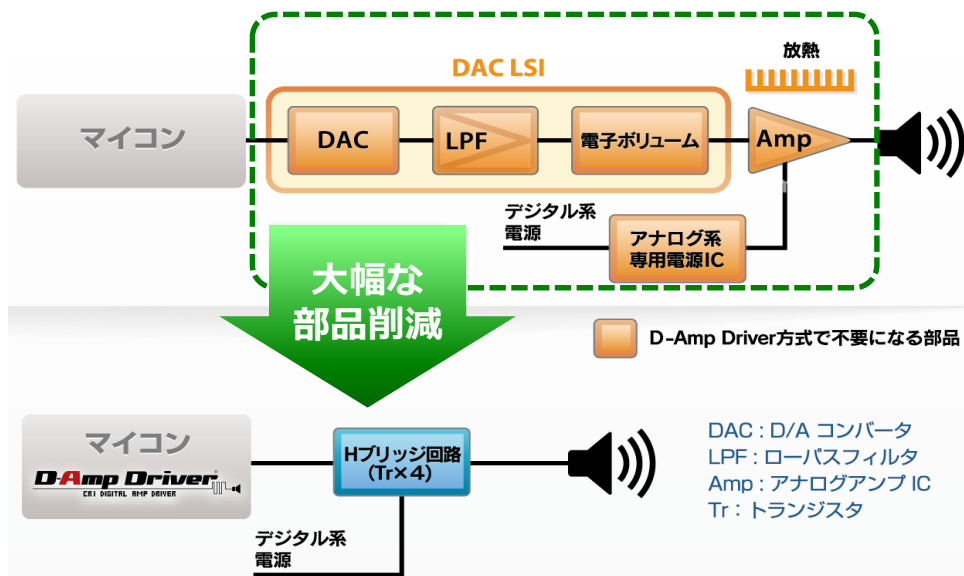 放熱
DAC LSI
マイコン
DAC
LPF
電子ボリューム
Amp
デジタル系
電源
アナログ系
専用電源IC
大幅な
部品削減
D-Amp Driver方式で不要になる部品
マイコン
D-Amp Driver
CRI DIGITAL AMP DRIVER
Hブリッジ回路
(Tr×4)
デジタル系
電源
DAC : D/A コンバータ
LPF : ローパスフィルタ
Amp : アナログアンプ IC
Tr : トランジスタ